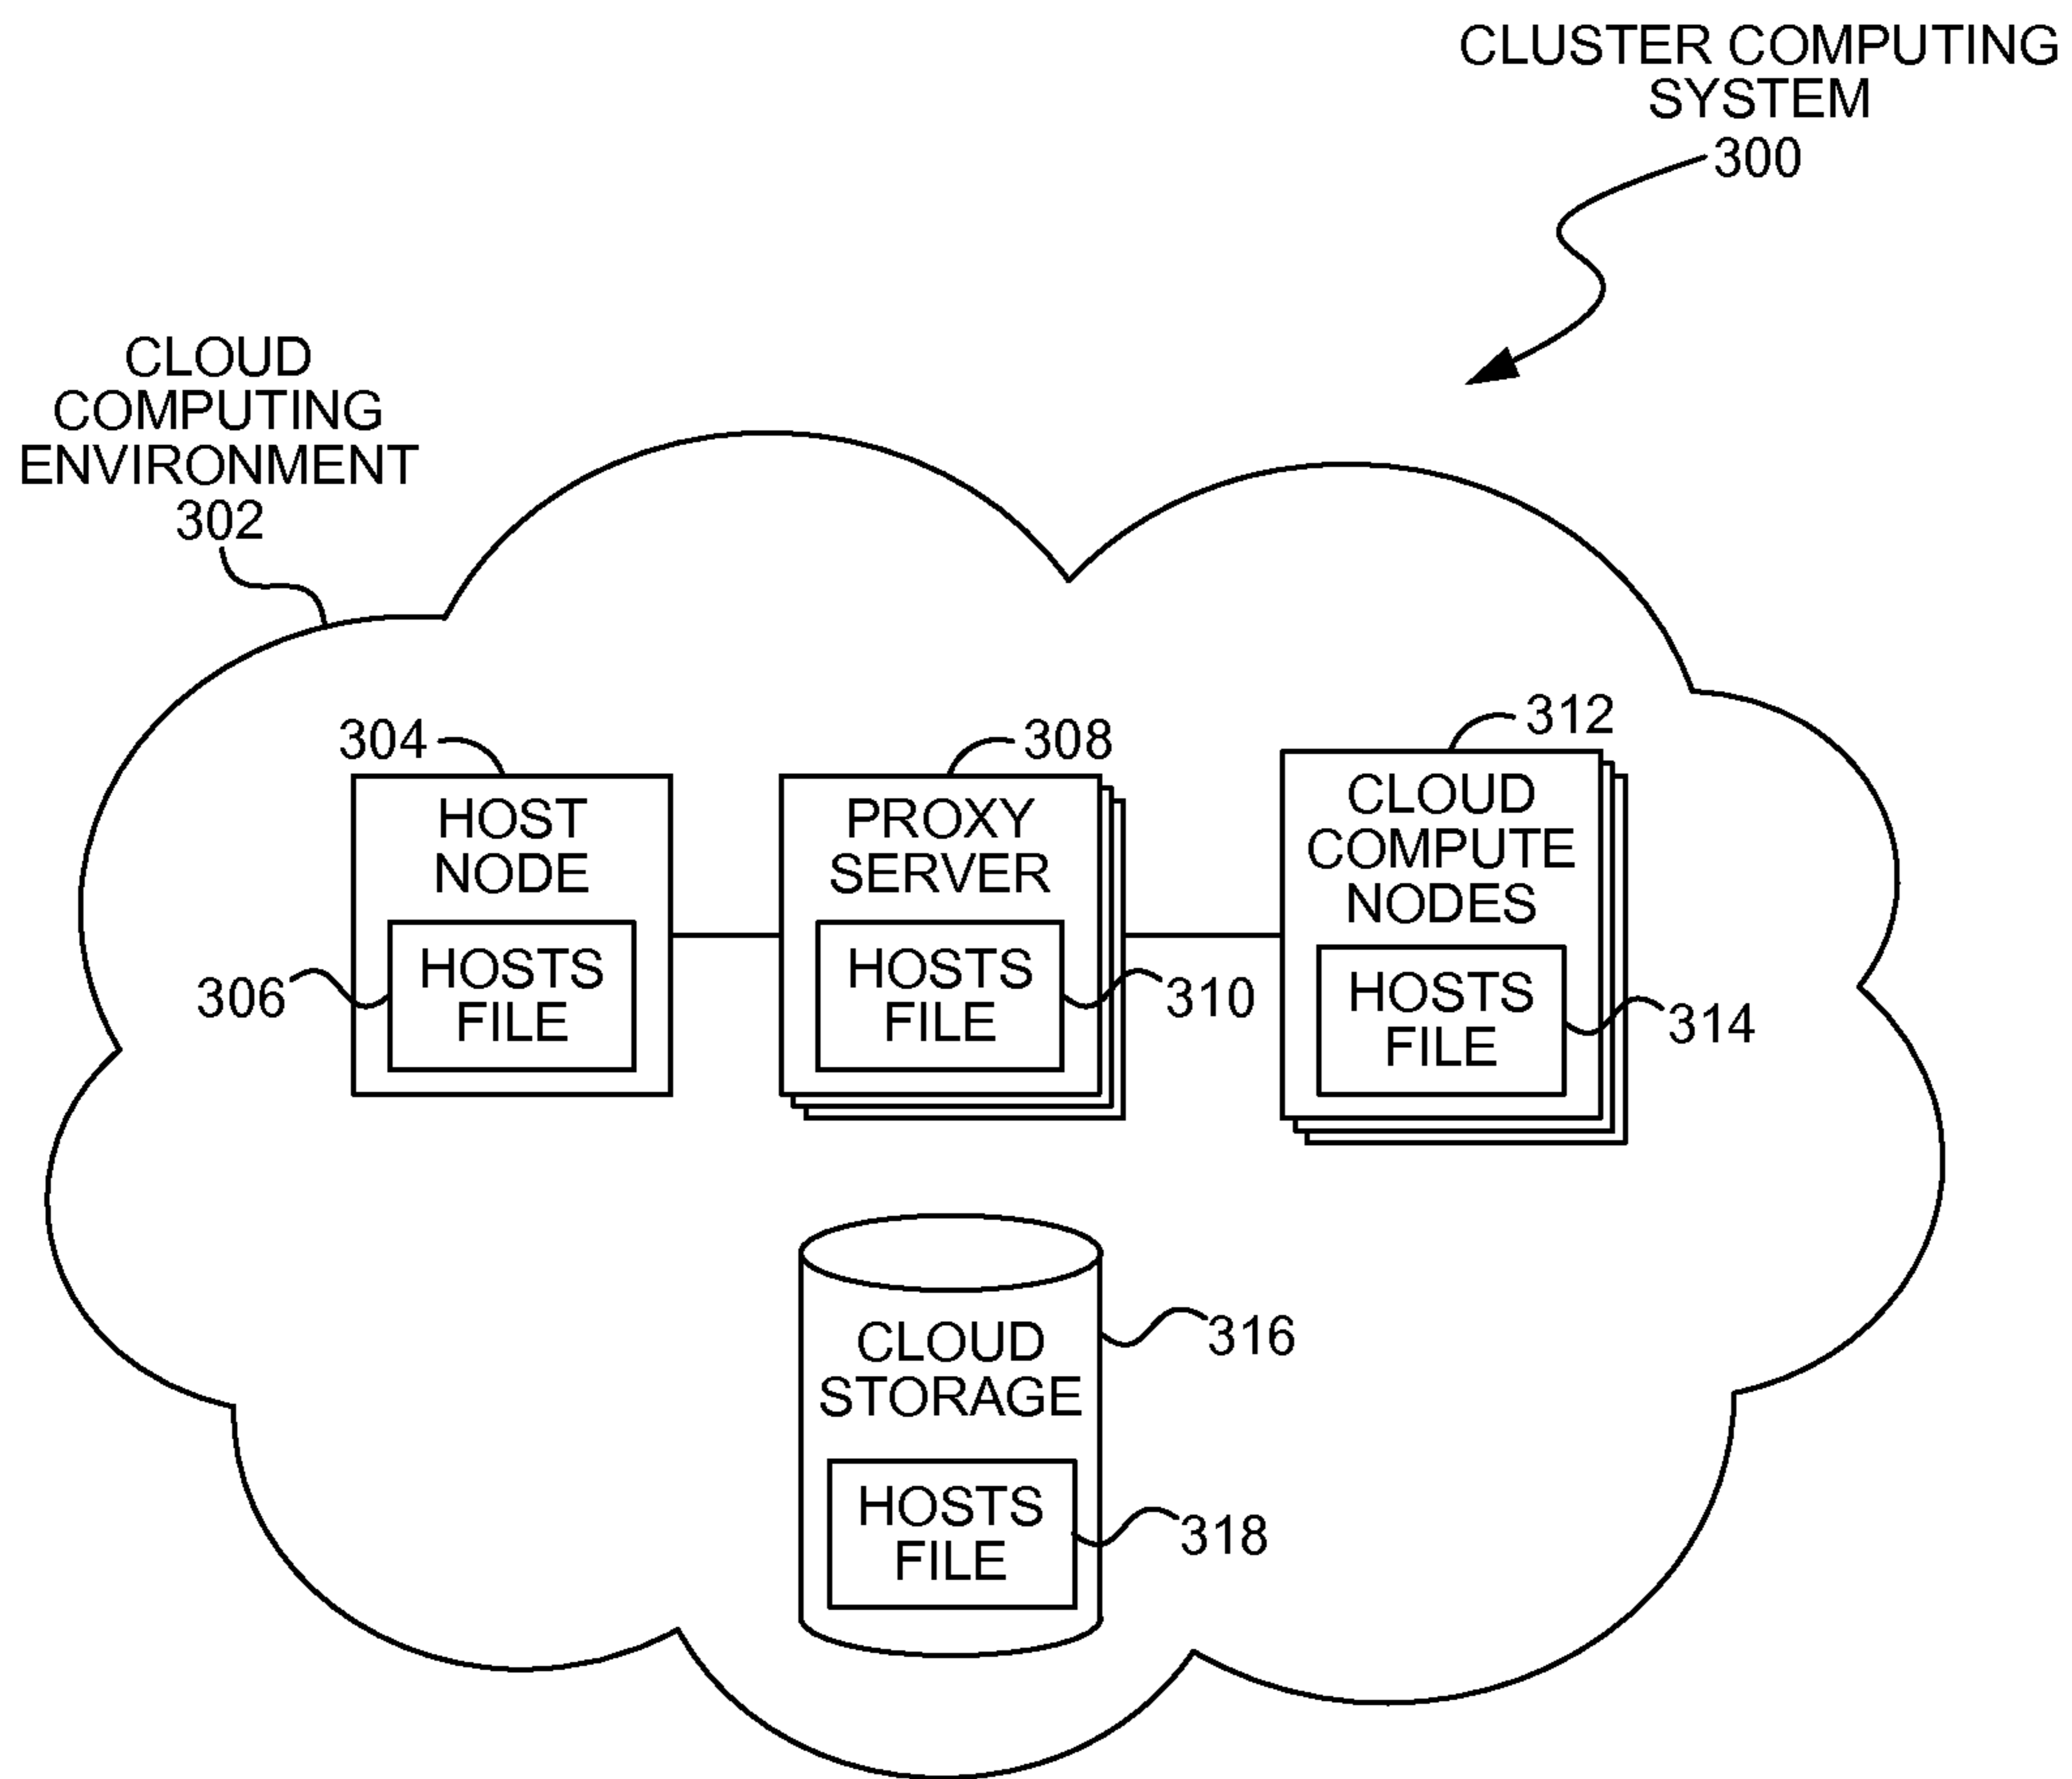 CLUSTER COMPUTING
SYSTEM
300
CLOUD
COMPUTING
ENVIRONMENT
302
304
HOST
NODE
HOSTS
FILE
306
308
PROXY
SERVER
HOSTS
FILE
310
312
CLOUD
COMPUTE
NODES
HOSTS
FILE
314
CLOUD
STORAGE
316
HOSTS
FILE
318